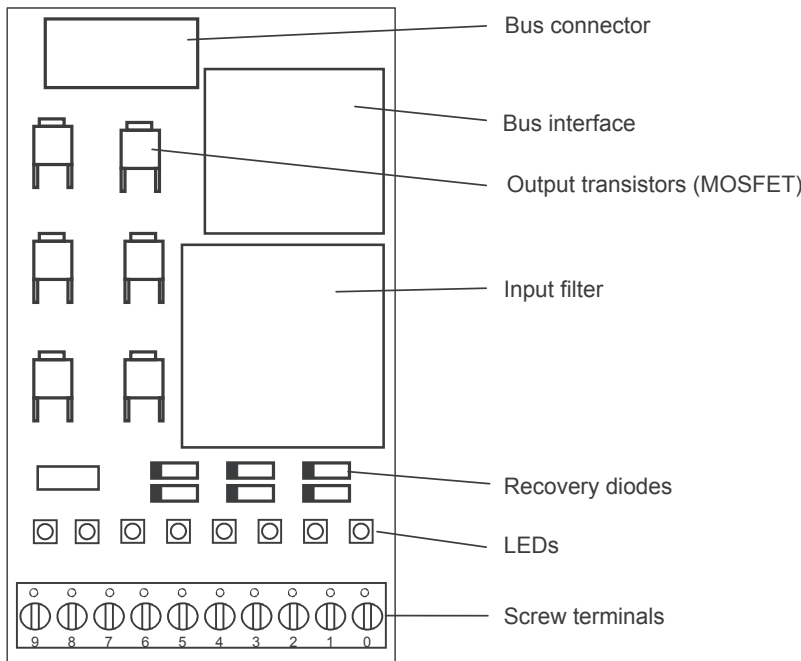 Bus connector
Bus interface
Output transistors (MOSFET)
Input filter
Recovery diodes
LEDs
Screw terminals
9 8 7 6 5 4 3 2 1 0